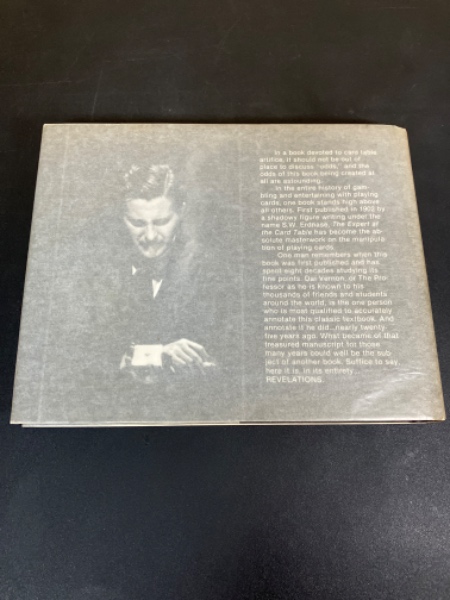 In a book devoted to card table
artifice, it should not be out of
place to discuss "odds," and the
odds of this book being created at
all are astounding.
In the entire history of gam-
bling and entertaining with playing
cards, one book stands high above
all others. First published in 1902 by
a shadowy figure writing under the
name S.W. Erdnase, The Expert at
the Card Table has become the ab-
solute masterwork on the manipula-
tion of playing cards.
One man remembers when this
book was first published and has
spent eight decades studying its
fine points. Dai Vernon, or The Pro-
fessor as he is known to his
thousands of friends and students
around the world, is the one person
who is most qualified to accurately
annotate this classic textbook. And
annotate it he did...nearly twenty-
five years ago. What became of that
treasured manuscript for those
many years could well be the sub-
ject of another book. Suffice to say,
here it is, in its entirety...
REVELATIONS.